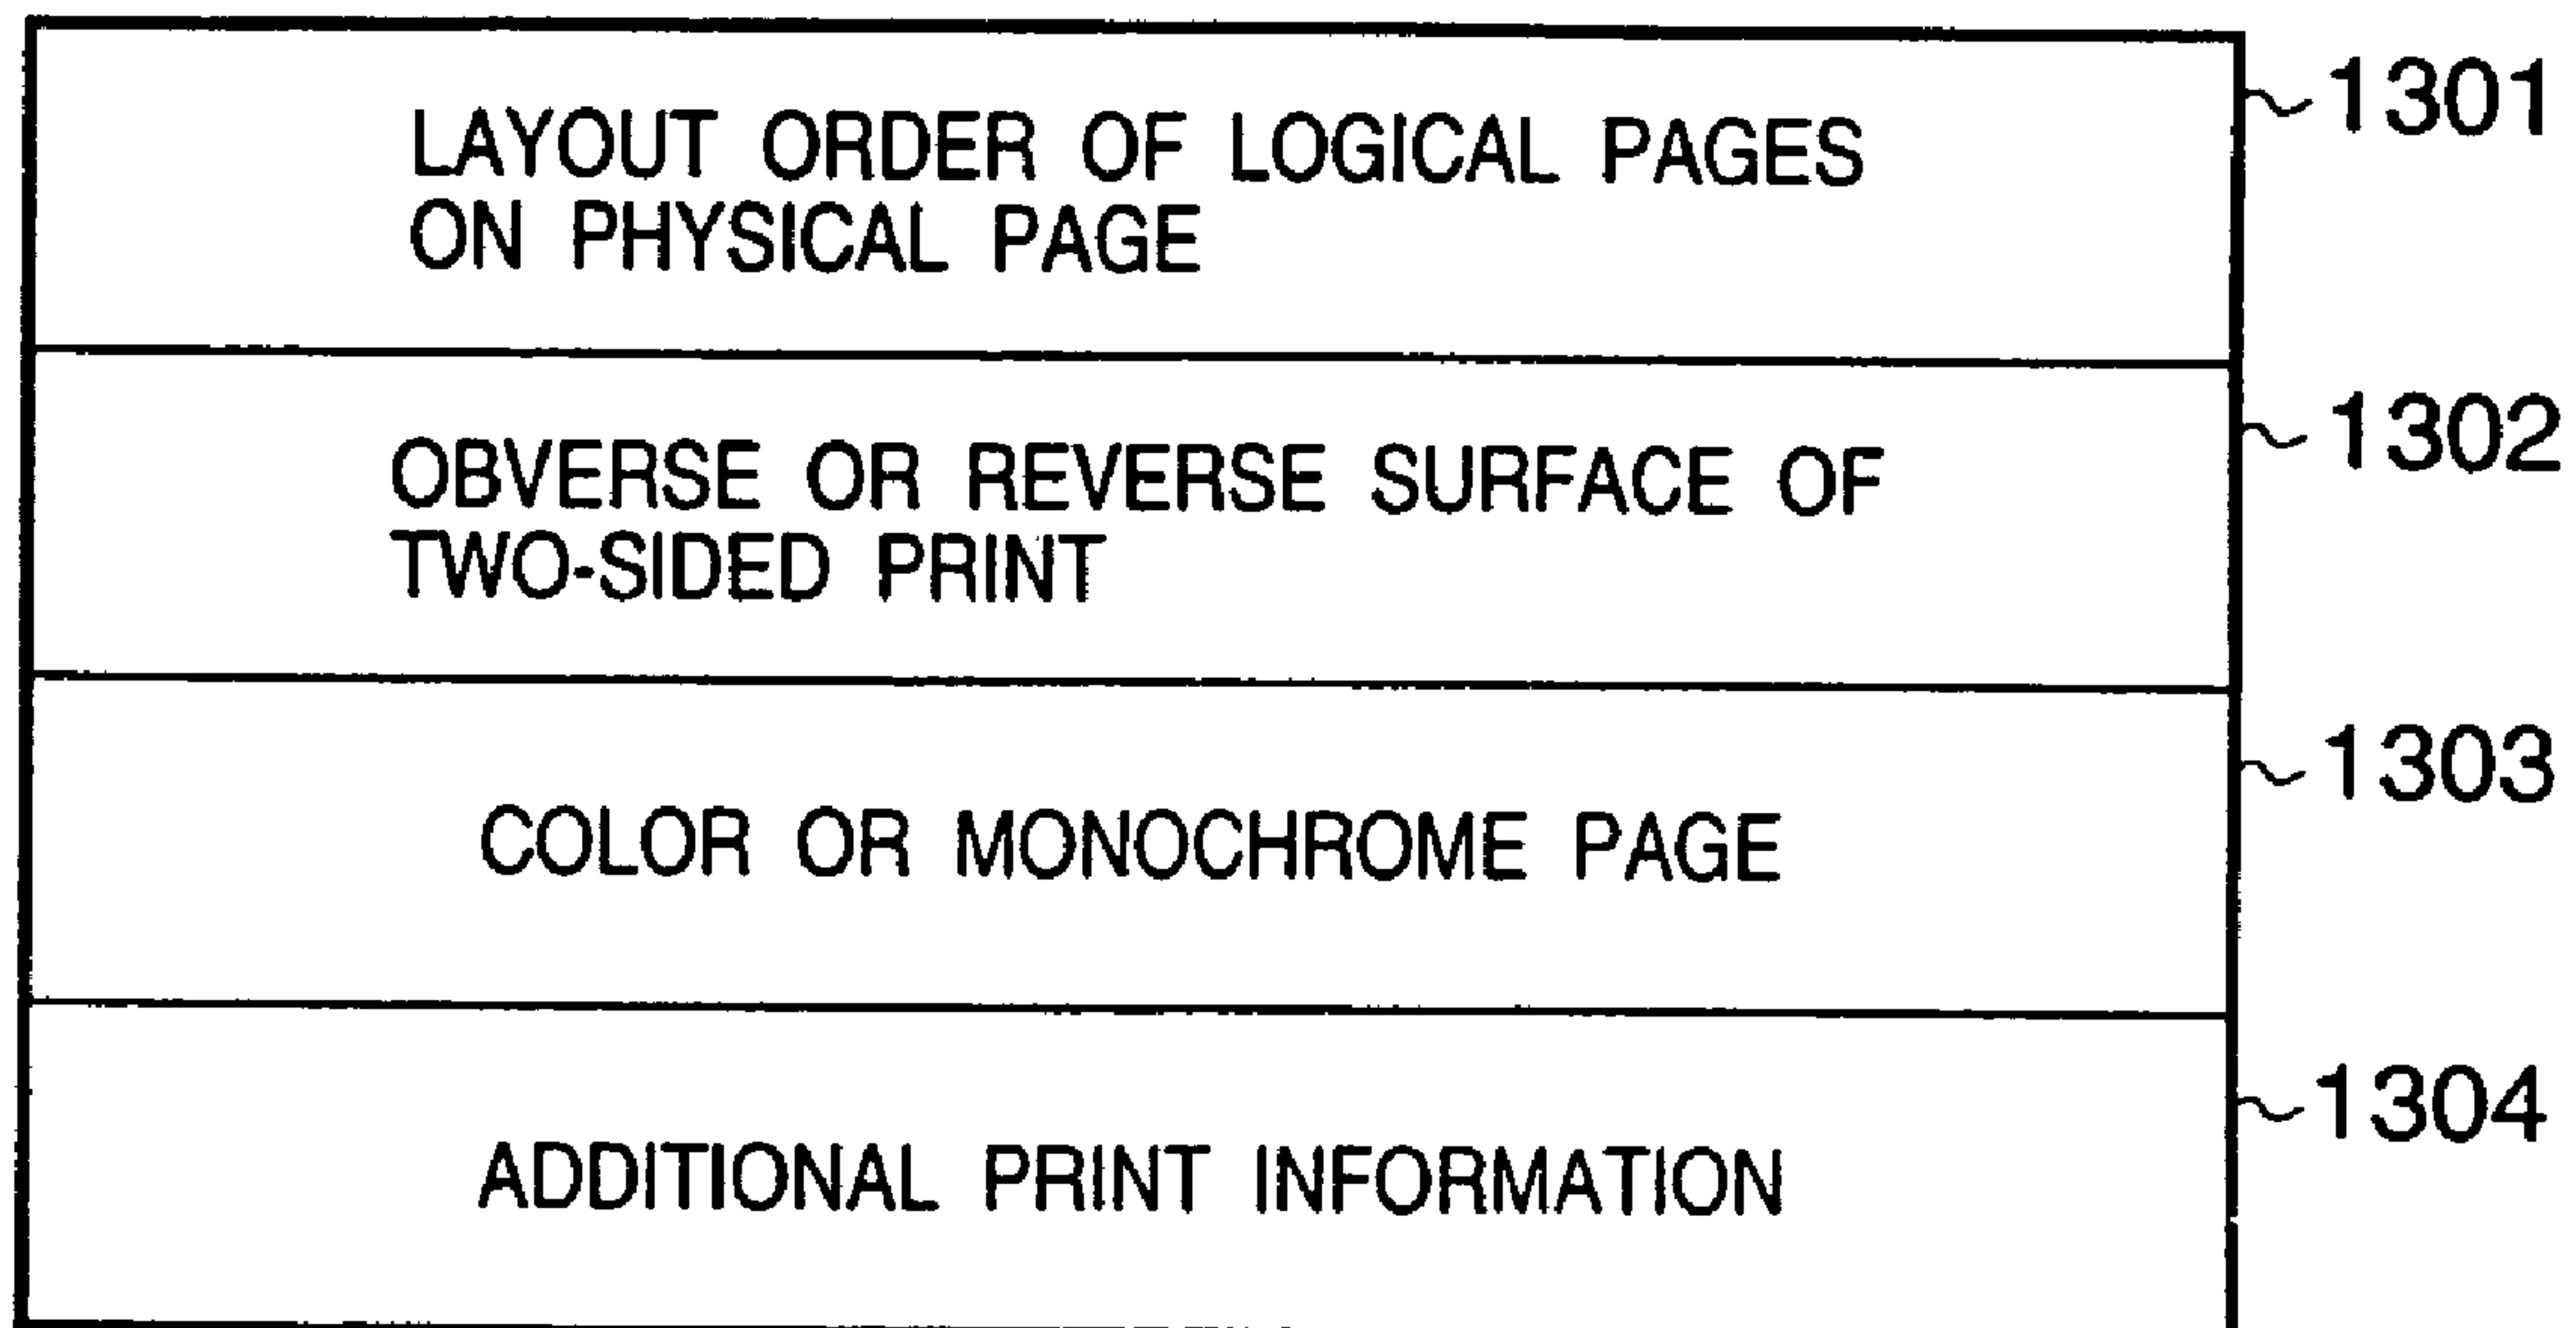 LAYOUT ORDER OF LOGICAL PAGES
ON PHYSICAL PAGE
1301
OBVERSE OR REVERSE SURFACE OF
TWO-SIDED PRINT
1302
COLOR OR MONOCHROME PAGE
1303
ADDITIONAL PRINT INFORMATION
1304